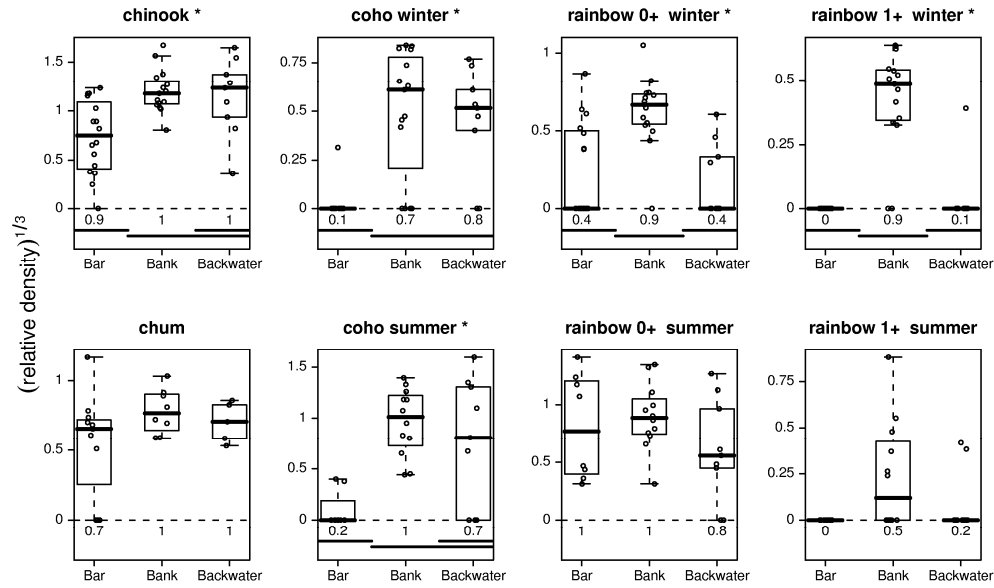 chinook *
coho winter *
rainbow 0+ winter *
rainbow 1+ winter *
1.5
1
0.5
0
0.9
1
1
Bar
Bank
Backwater
0.75
0.5
0.25
0
0.1
0.7
0.8
Bar
Bank
Backwater
1
0.5
0
0.4
0.9
0.4
Bar
Bank
Backwater
0.5
0.25
0
0
0.9
0.1
Bar
Bank
Backwater
(relative density)^1/3
chum
coho summer *
rainbow 0+ summer
rainbow 1+ summer
1
0.5
0
0.7
1
1
Bar
Bank
Backwater
1.5
1
0.5
0
0.2
1
0.7
Bar
Bank
Backwater
1
0.5
0
1
1
0.8
Bar
Bank
Backwater
0.75
0.5
0.25
0
0
0.5
0.2
Bar
Bank
Backwater